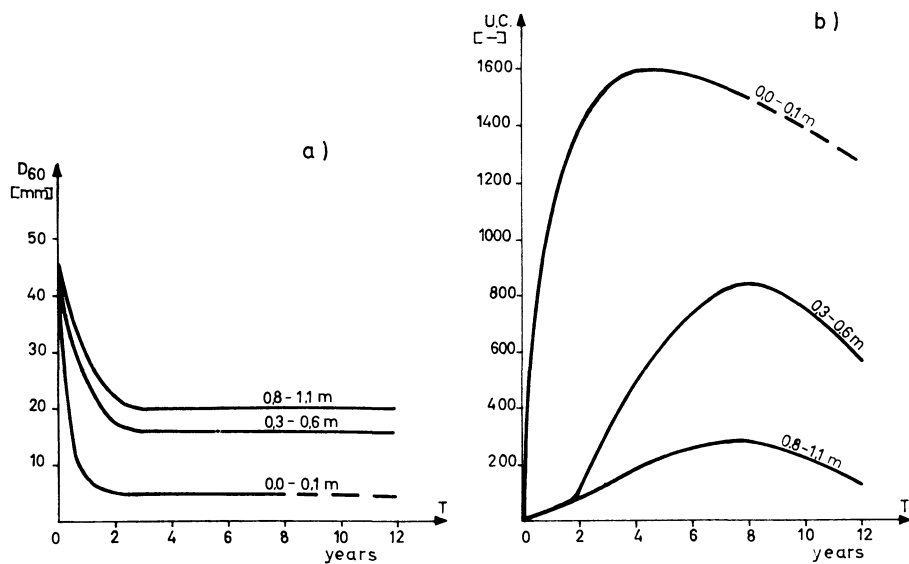 a)
D60
[mm]
50
40
30
20
10
0,8-1,1 m
0,3-0,6 m
0,0-0,1 m
T
0 2 4 6 8 10 12
years
b)
U.C.
[-]
1600
1400
1200
1000
800
600
400
200
0,0-0,1 m
0,3-0,6 m
0,8-1,1 m
T
0 2 4 6 8 10 12
years